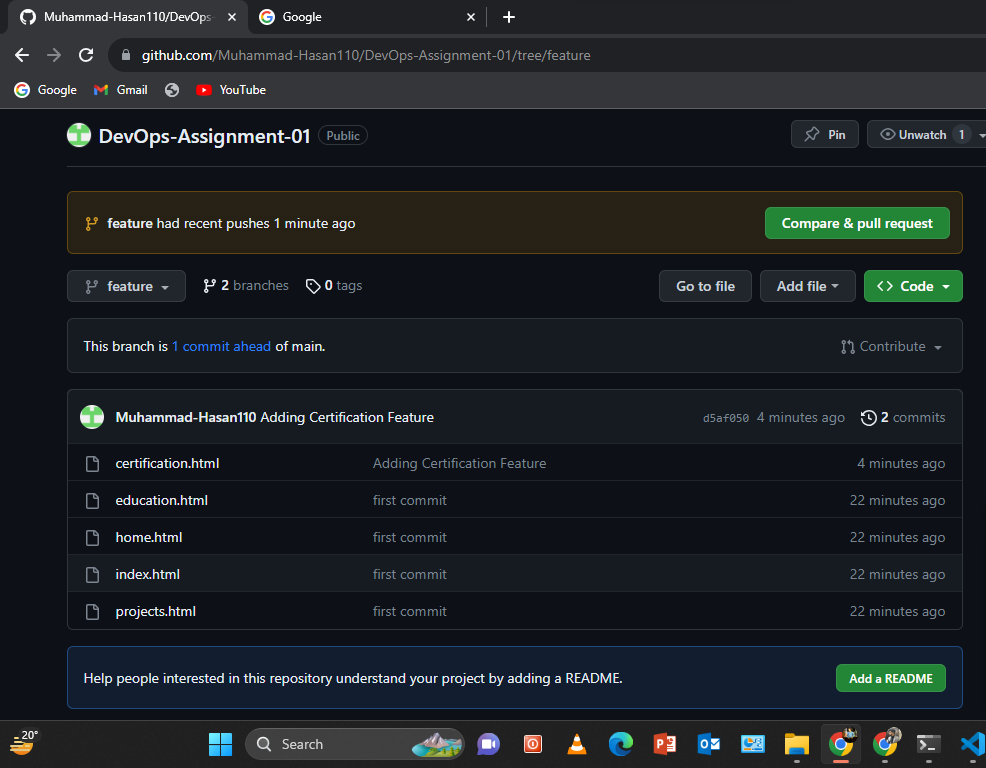 Muhammad-Hasan110/DevOps-
Google
github.com/Muhammad-Hasan110/DevOps-Assignment-01/tree/feature
Google Gmail YouTube
DevOps-Assignment-01 Public Pin Unwatch 1
feature had recent pushes 1 minute ago Compare & pull request
feature 2 branches 0 tags Go to file Add file Code
This branch is 1 commit ahead of main. Contribute
Muhammad-Hasan110 Adding Certification Feature d5af050 4 minutes ago 2 commits
certification.html Adding Certification Feature 4 minutes ago
education.html first commit 22 minutes ago
home.html first commit 22 minutes ago
index.html first commit 22 minutes ago
projects.html first commit 22 minutes ago
Help people interested in this repository understand your project by adding a README. Add a README
20° Search